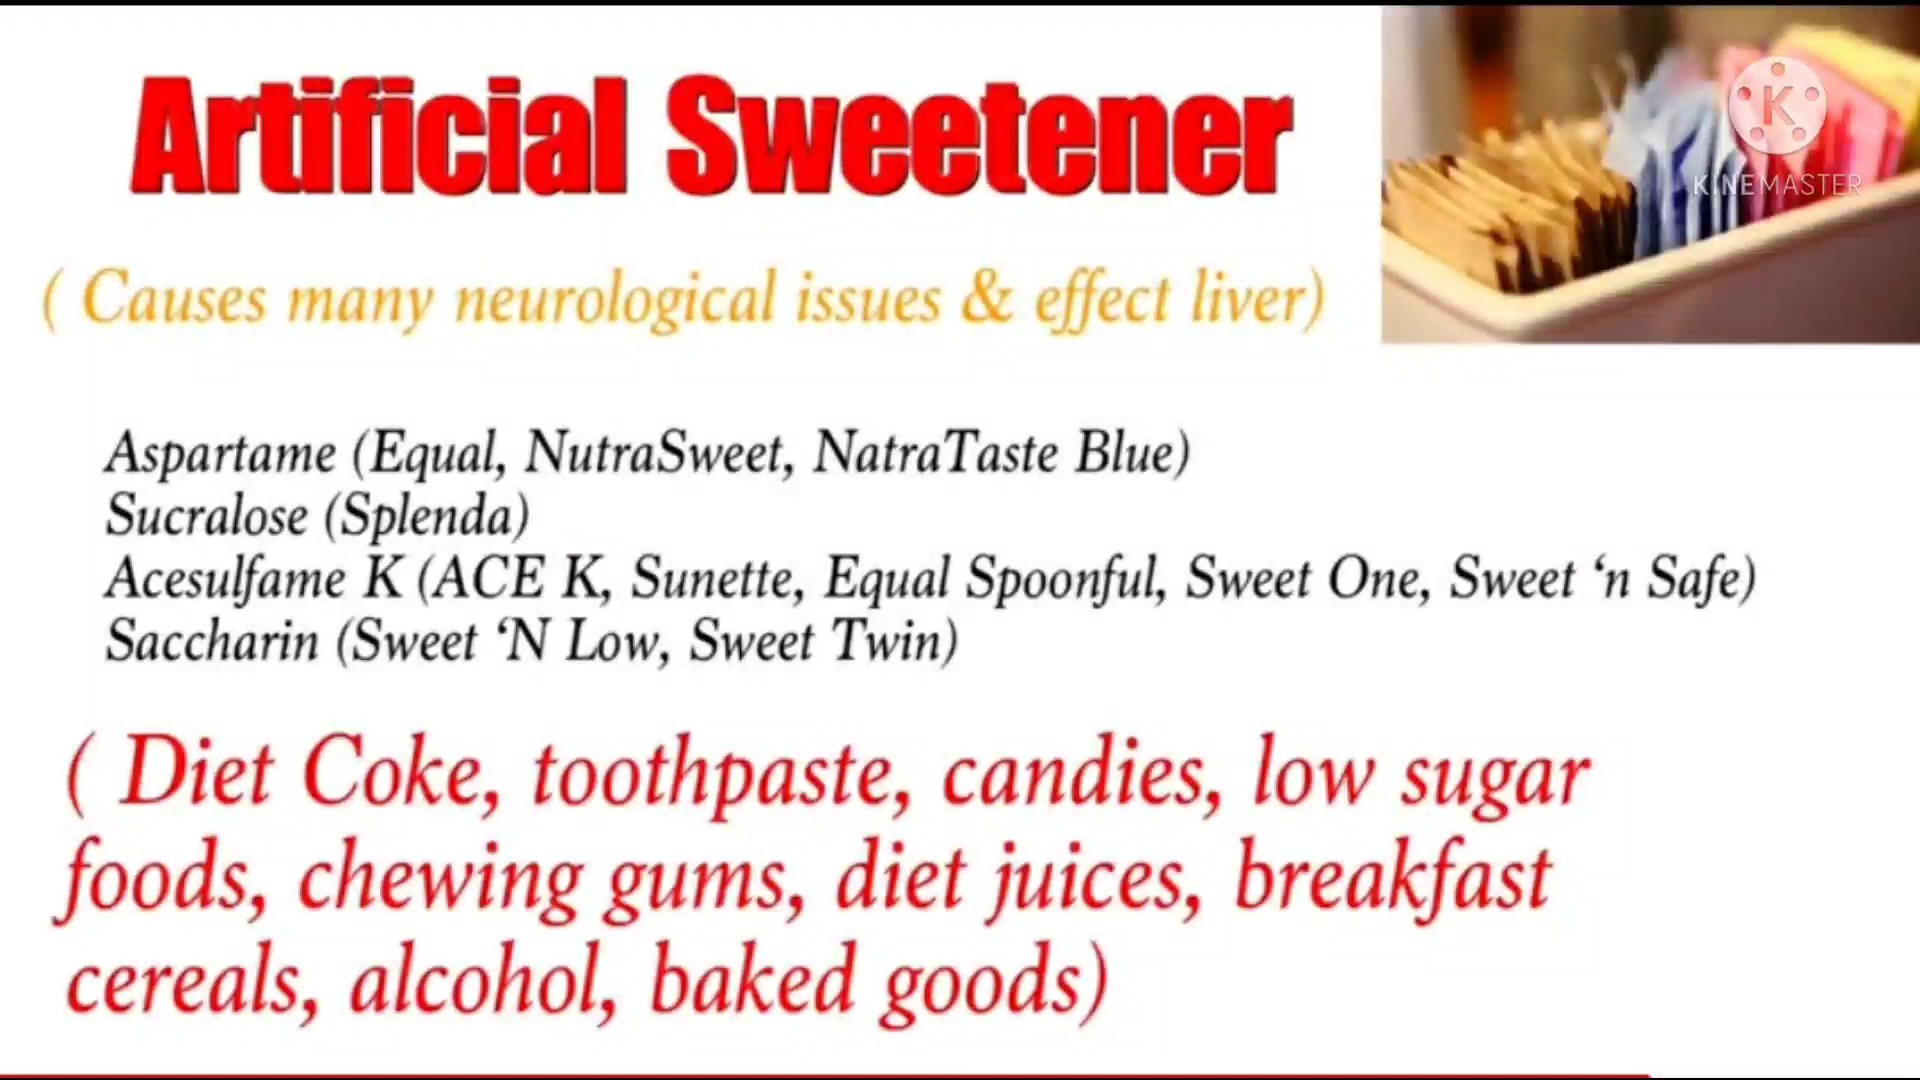 Artificial Sweetener
K
KINEMASTER
( Causes many neurological issues & effect liver)
Aspartame (Equal, NutraSweet, NatraTaste Blue)
Sucralose (Splenda)
Acesulfame K (ACE K, Sunette, Equal Spoonful, Sweet One, Sweet ‘n Safe)
Saccharin (Sweet ‘N Low, Sweet Twin)
( Diet Coke, toothpaste, candies, low sugar
foods, chewing gums, diet juices, breakfast
cereals, alcohol, baked goods)